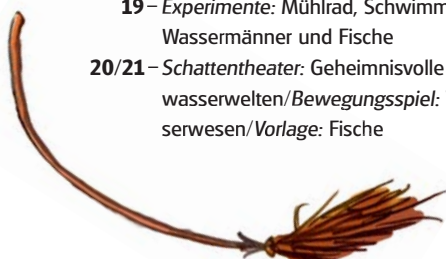 19 – Experimente: Mühlrad, Schwimm
Wassermänner und Fische
20/21 – Schattentheater: Geheimnisvolle
wasserwelten/Bewegungsspiel:
serwesen/Vorlage: Fische